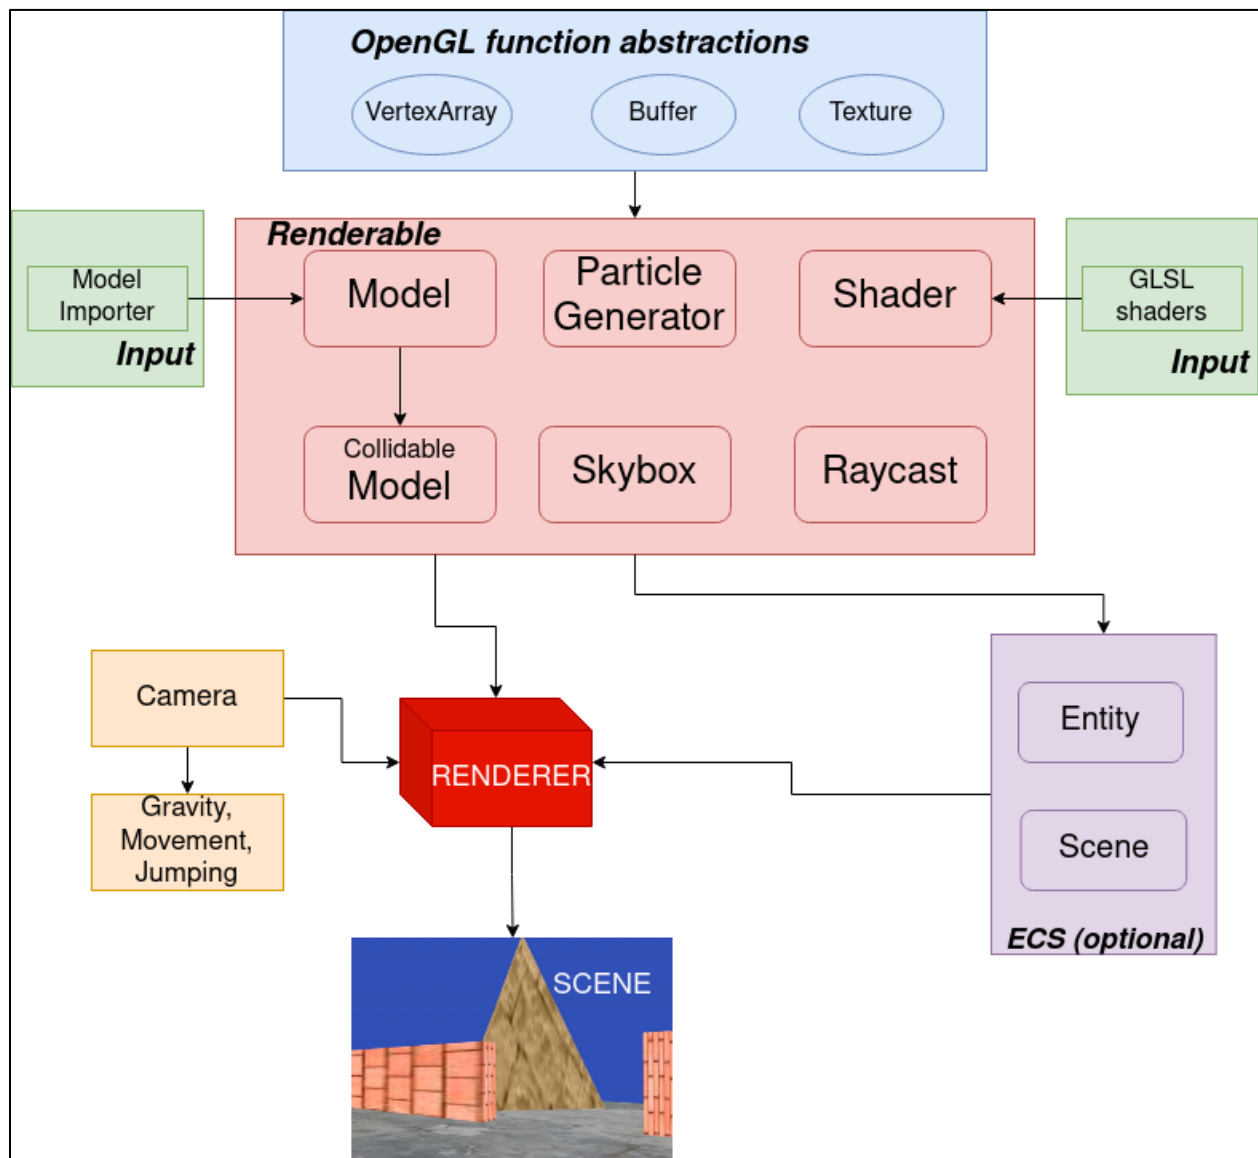 OpenGL function abstractions
VertexArray
Buffer
Texture
Renderable
Model
Importer
Input
Model
Particle
Generator
Shader
GLSL
shaders
Input
Collidable
Model
Skybox
Raycast
Camera
Gravity,
Movement,
Jumping
RENDERER
Entity
Scene
ECS (optional)
SCENE